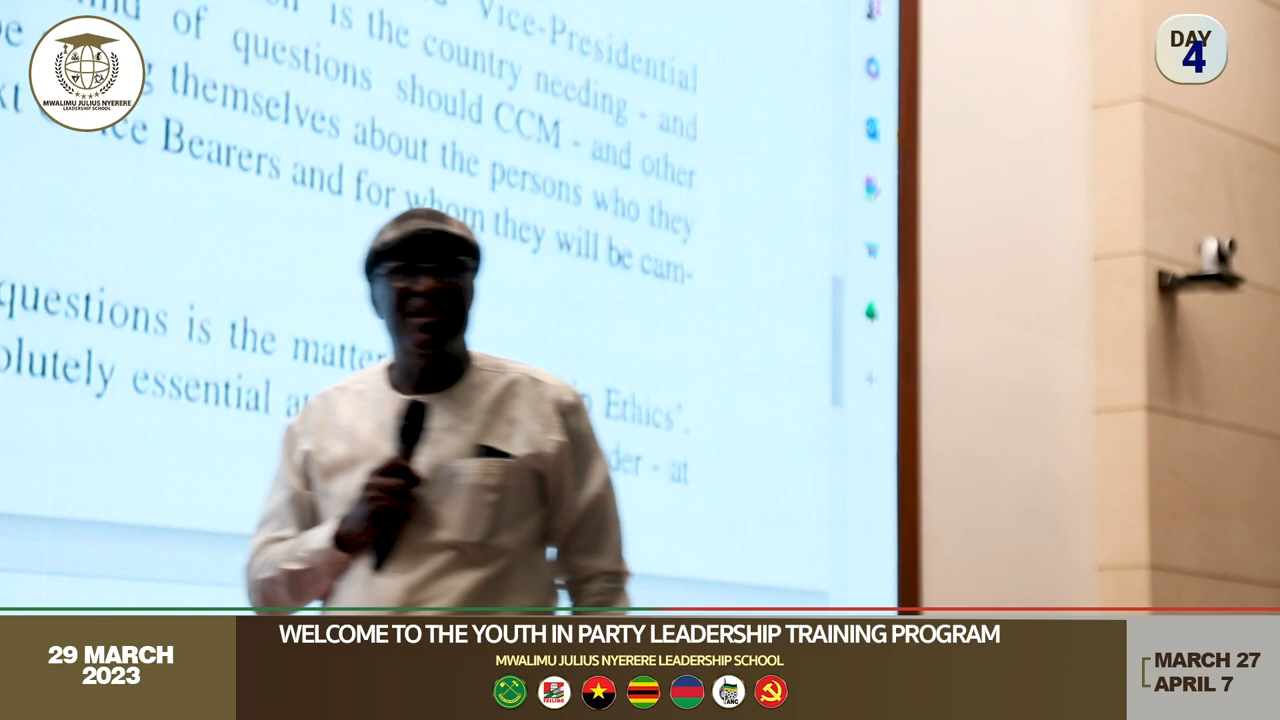 Vice-Presidential
of questions is the country needing - and
themselves should CCM - and other
Bearers and for whom about the persons who they
they will be cam-
questions is the matter in Ethics'.
essential at
MWALIMU JULIUS NYERERE
LEADERSHIP SCHOOL
DAY
4
29 MARCH
2023
WELCOME TO THE YOUTH IN PARTY LEADERSHIP TRAINING PROGRAM
MWALIMU JULIUS NYERERE LEADERSHIP SCHOOL
FRELIMO
ANC
MARCH 27
APRIL 7